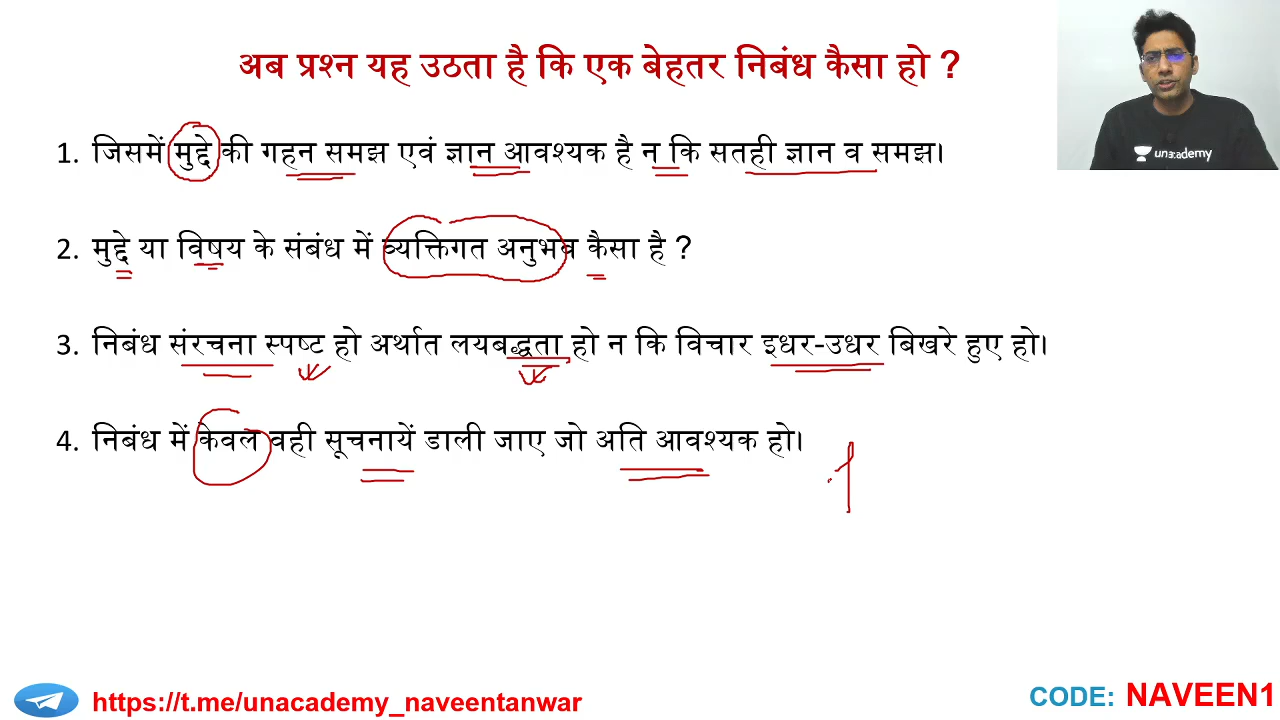 अब प्रश्न यह उठता है कि एक बेहतर निबंध कैसा हो ?
unacademy
1. जिसमें मुद्दे की गहन समझ एवं ज्ञान आवश्यक है न कि सतही ज्ञान व समझ।
2. मुद्दे या विषय के संबंध में व्यक्तिगत अनुभव कैसा है ?
3. निबंध संरचना स्पष्ट हो अर्थात लयबद्धता हो न कि विचार इधर-उधर बिखरे हुए हो।
4. निबंध में केवल वही सूचनायें डाली जाए जो अति आवश्यक हो।
https://t.me/unacademy_naveentanwar
CODE: NAVEEN1